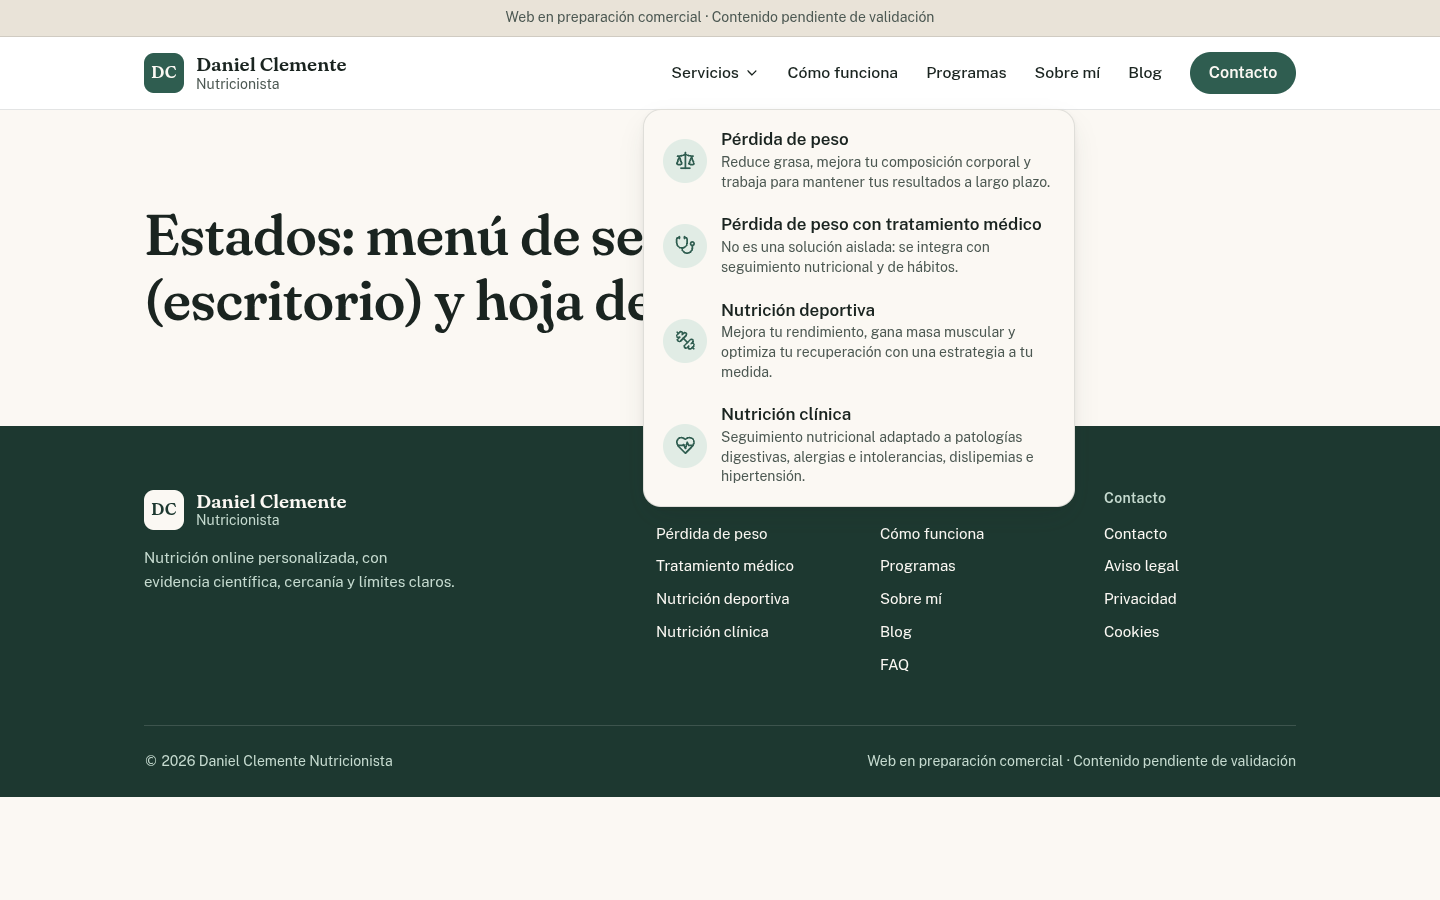 Web en preparación comercial · Contenido pendiente de validación
DC
Daniel Clemente
Nutricionista
Servicios
Cómo funciona
Programas
Sobre mí
Blog
Contacto
Pérdida de peso
Reduce grasa, mejora tu composición corporal y
trabaja para mantener tus resultados a largo plazo.
Pérdida de peso con tratamiento médico
No es una solución aislada: se integra con
seguimiento nutricional y de hábitos.
Nutrición deportiva
Mejora tu rendimiento, gana masa muscular y
optimiza tu recuperación con una estrategia a tu
medida.
Nutrición clínica
Seguimiento nutricional adaptado a patologías
digestivas, alergias e intolerancias, dislipemias e
hipertensión.
Estados: menú de
(escritorio) y hoja
DC
Daniel Clemente
Nutricionista
Nutrición online personalizada, con
evidencia científica, cercanía y límites claros.
Pérdida de peso
Tratamiento médico
Nutrición deportiva
Nutrición clínica
Cómo funciona
Programas
Sobre mí
Blog
FAQ
Contacto
Contacto
Aviso legal
Privacidad
Cookies
© 2026 Daniel Clemente Nutricionista
Web en preparación comercial · Contenido pendiente de validación